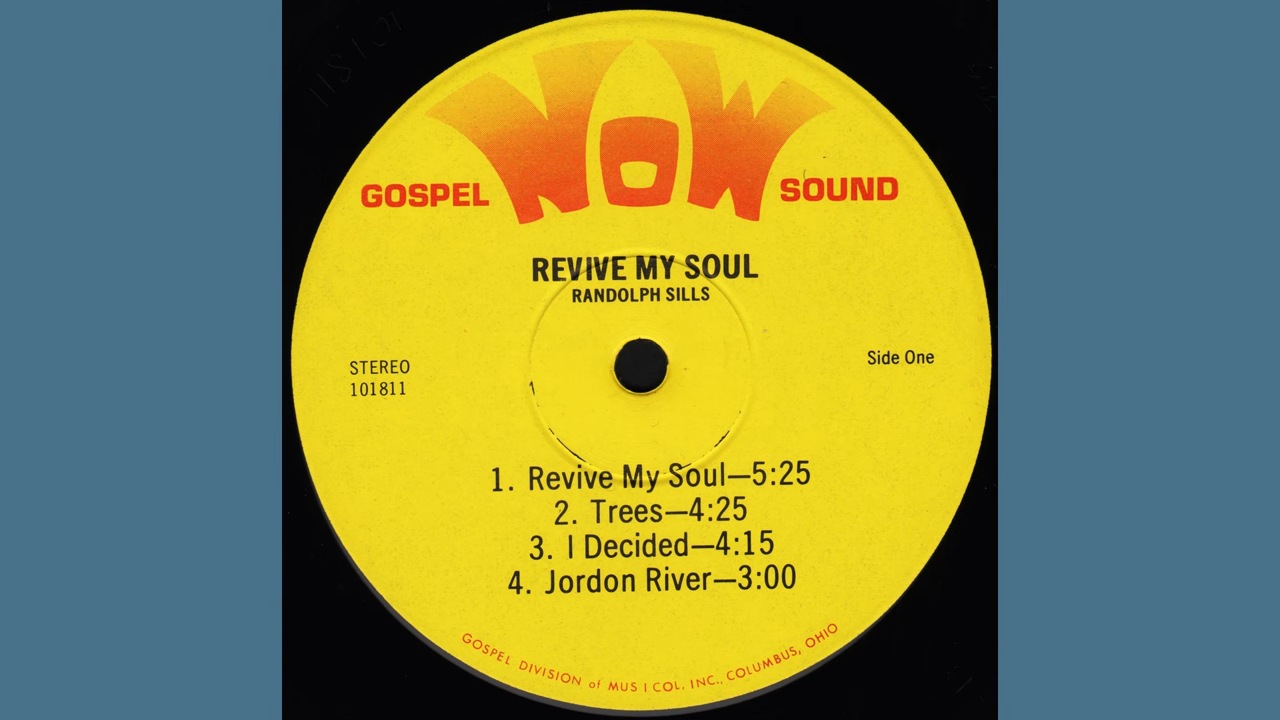 NOW
GOSPEL SOUND
REVIVE MY SOUL
RANDOLPH SILLS
STEREO
101811
Side One
1. Revive My Soul—5:25
2. Trees—4:25
3. I Decided—4:15
4. Jordon River—3:00
GOSPEL DIVISION of MUS I COL, INC., COLUMBUS, OHIO